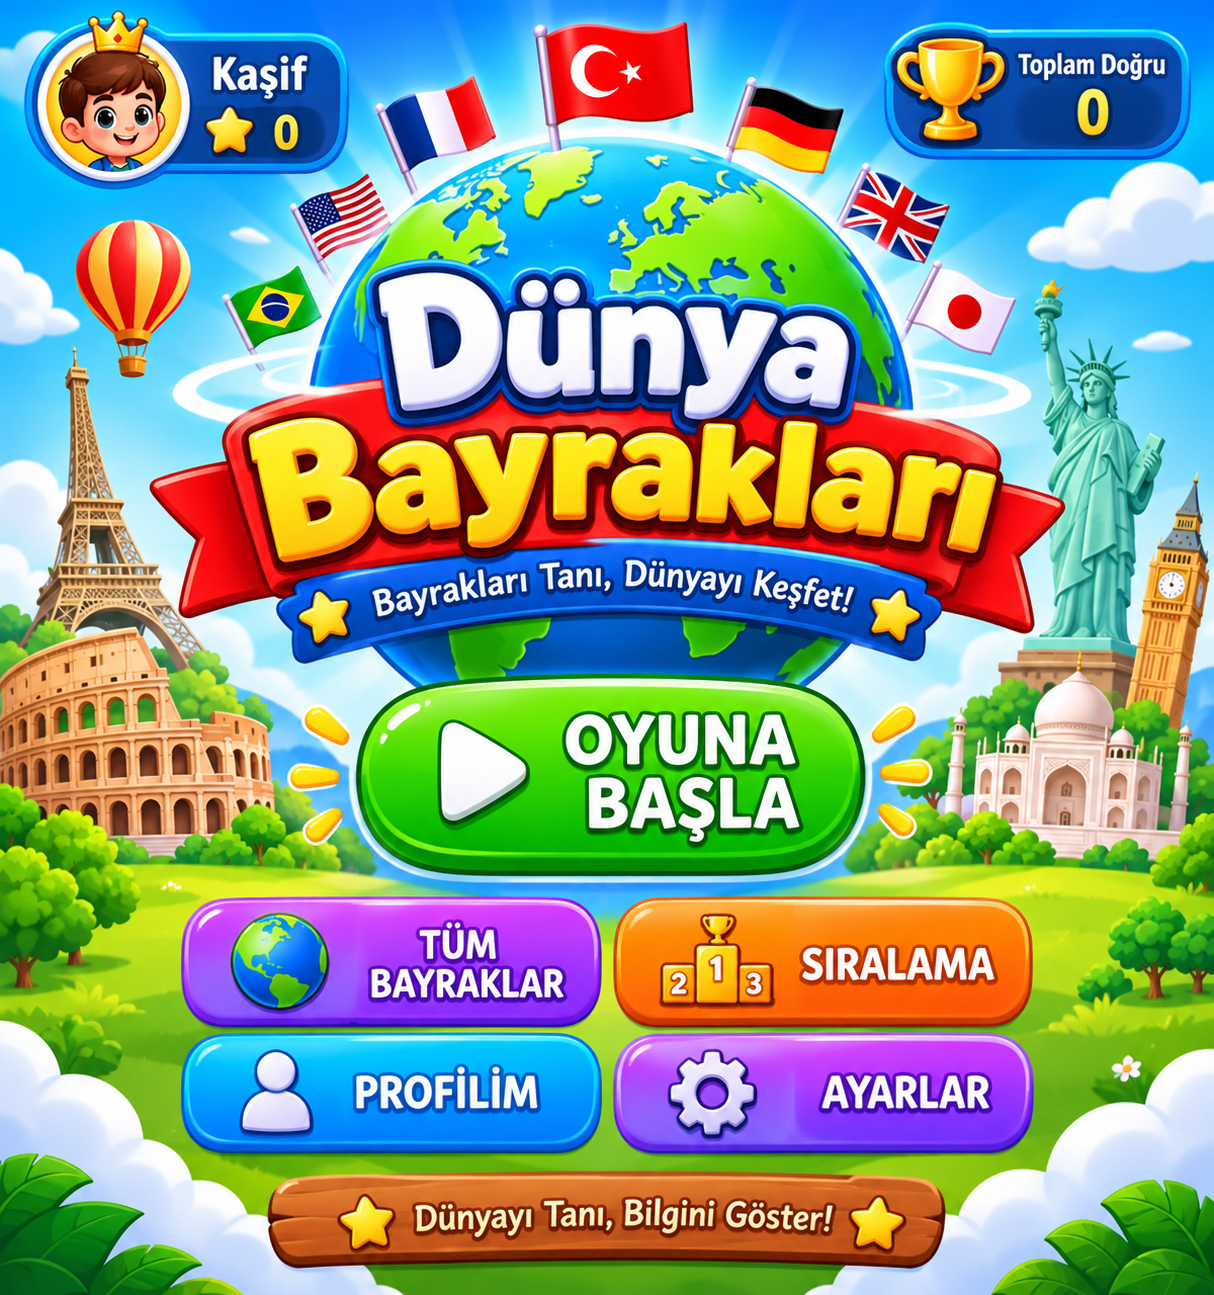 Kaşif
0
Toplam Doğru
0
Dünya
Bayrakları
Bayrakları Tanı, Dünyayı Keşfet!
OYUNA
BAŞLA
TÜM
BAYRAKLAR
2 1 3
SIRALAMA
PROFİLİM
AYARLAR
Dünyayı Tanı, Bilgini Göster!